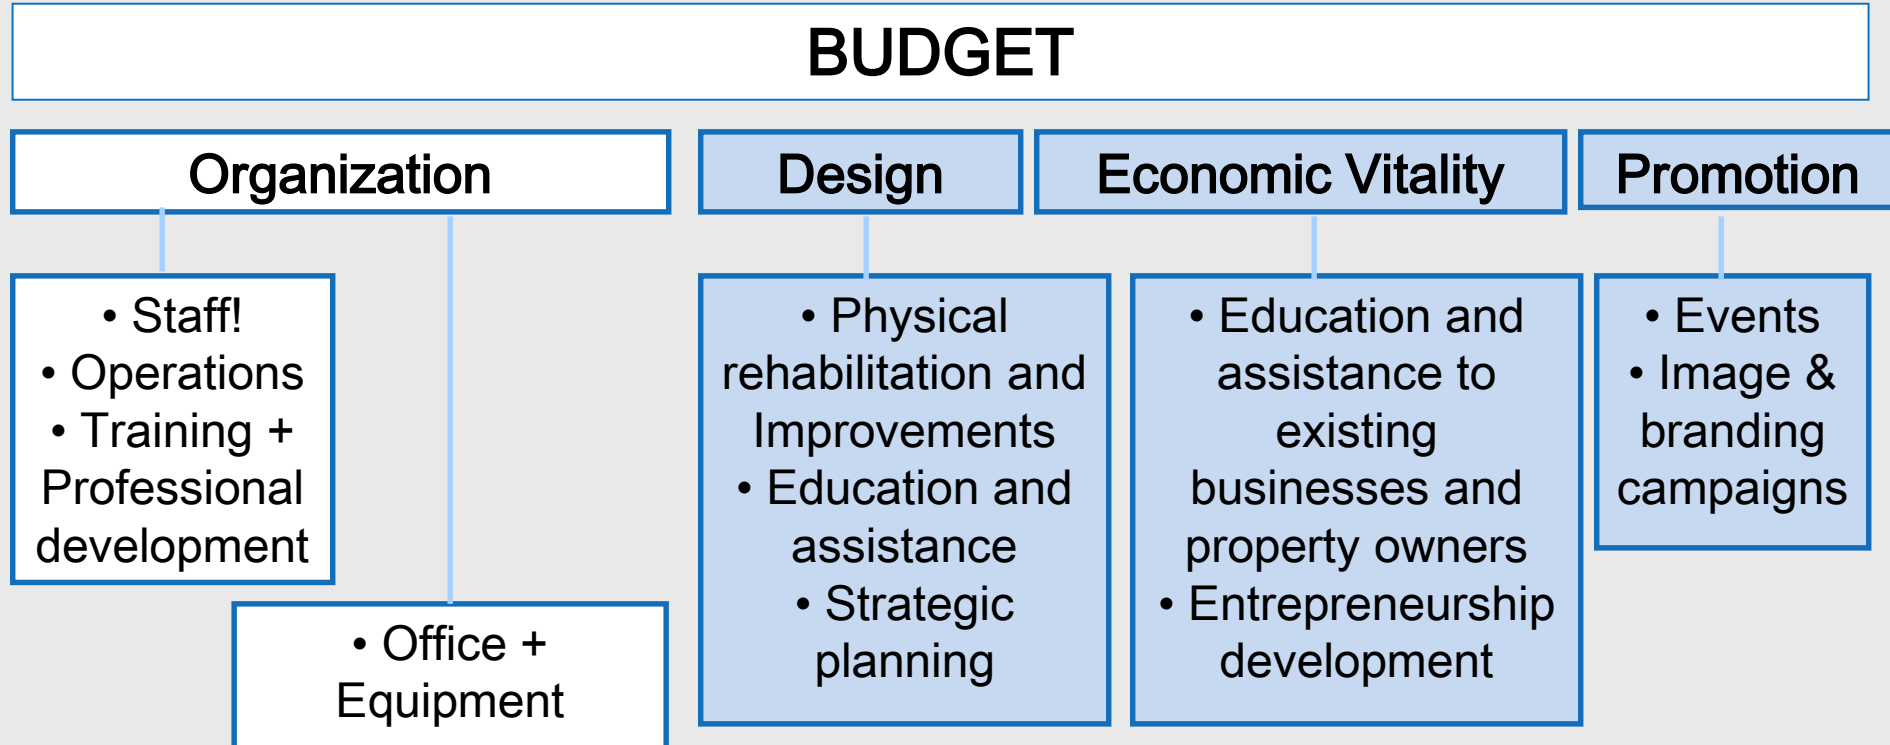 BUDGET
Organization
Design
Economic Vitality
Promotion
• Staff!
• Operations
• Training +
Professional
development
• Office +
Equipment
• Physical
rehabilitation and
Improvements
• Education and
assistance
• Strategic
planning
• Education and
assistance to
existing
businesses and
property owners
• Entrepreneurship
development
• Events
• Image &
branding
campaigns